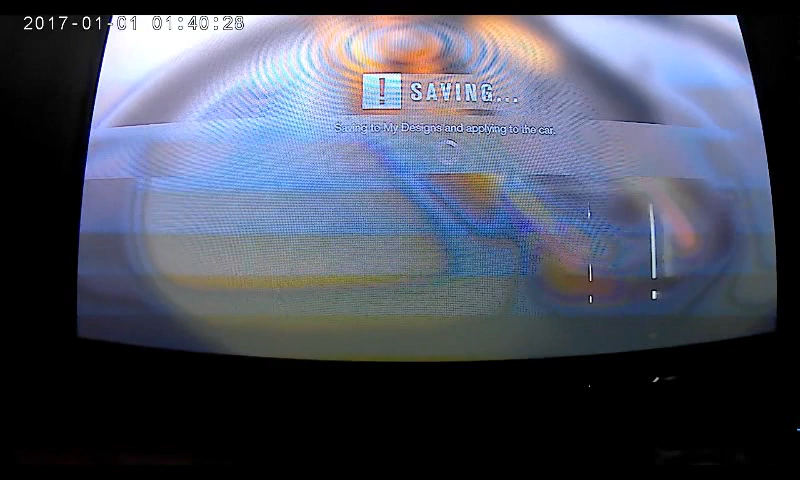 2017-01-01 01:40:28
! SAVING...
Saving to My Designs and applying to the car.